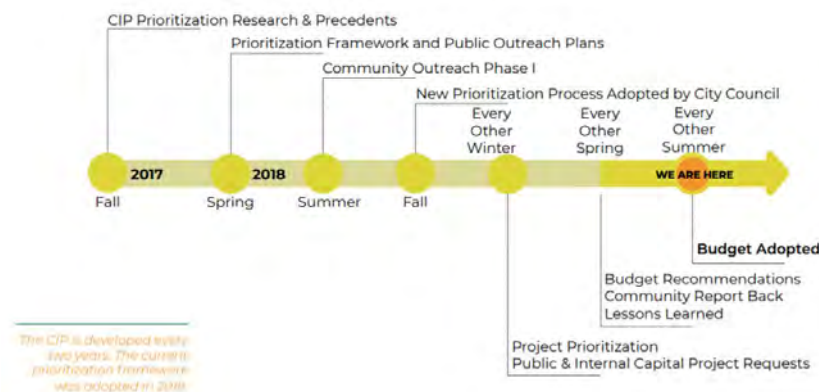 CIP Prioritization Research & Precedents
Prioritization Framework and Public Outreach Plans
Community Outreach Phase I
New Prioritization Process Adopted by City Council
Every
Other
Winter
Every
Other
Spring
Every
Other
Summer
2017
2018
WE ARE HERE
Fall
Spring
Summer
Fall
Budget Adopted
Budget Recommendations
Community Report Back
Lessons Learned
Project Prioritization
Public & Internal Capital Project Requests
The CIP is developed every
two years. The current
prioritization framework
was adopted in 2018.